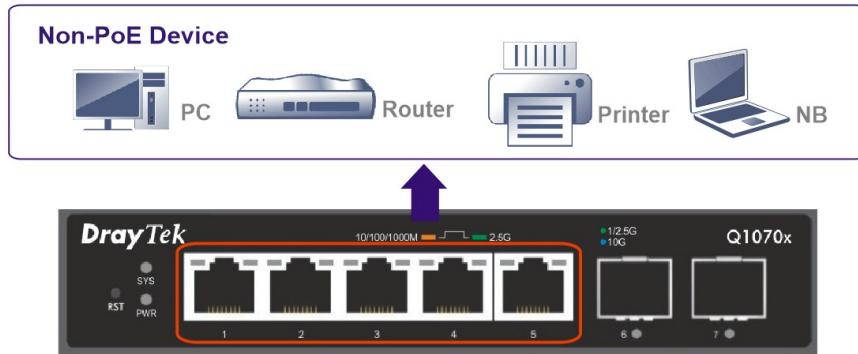 Non-PoE Device
PC
Router
Printer
NB
DrayTek
10/100/1000M
2.5G
1/2.5G
10G
Q1070x
SYS
RST
PWR
1
2
3
4
5
6
7